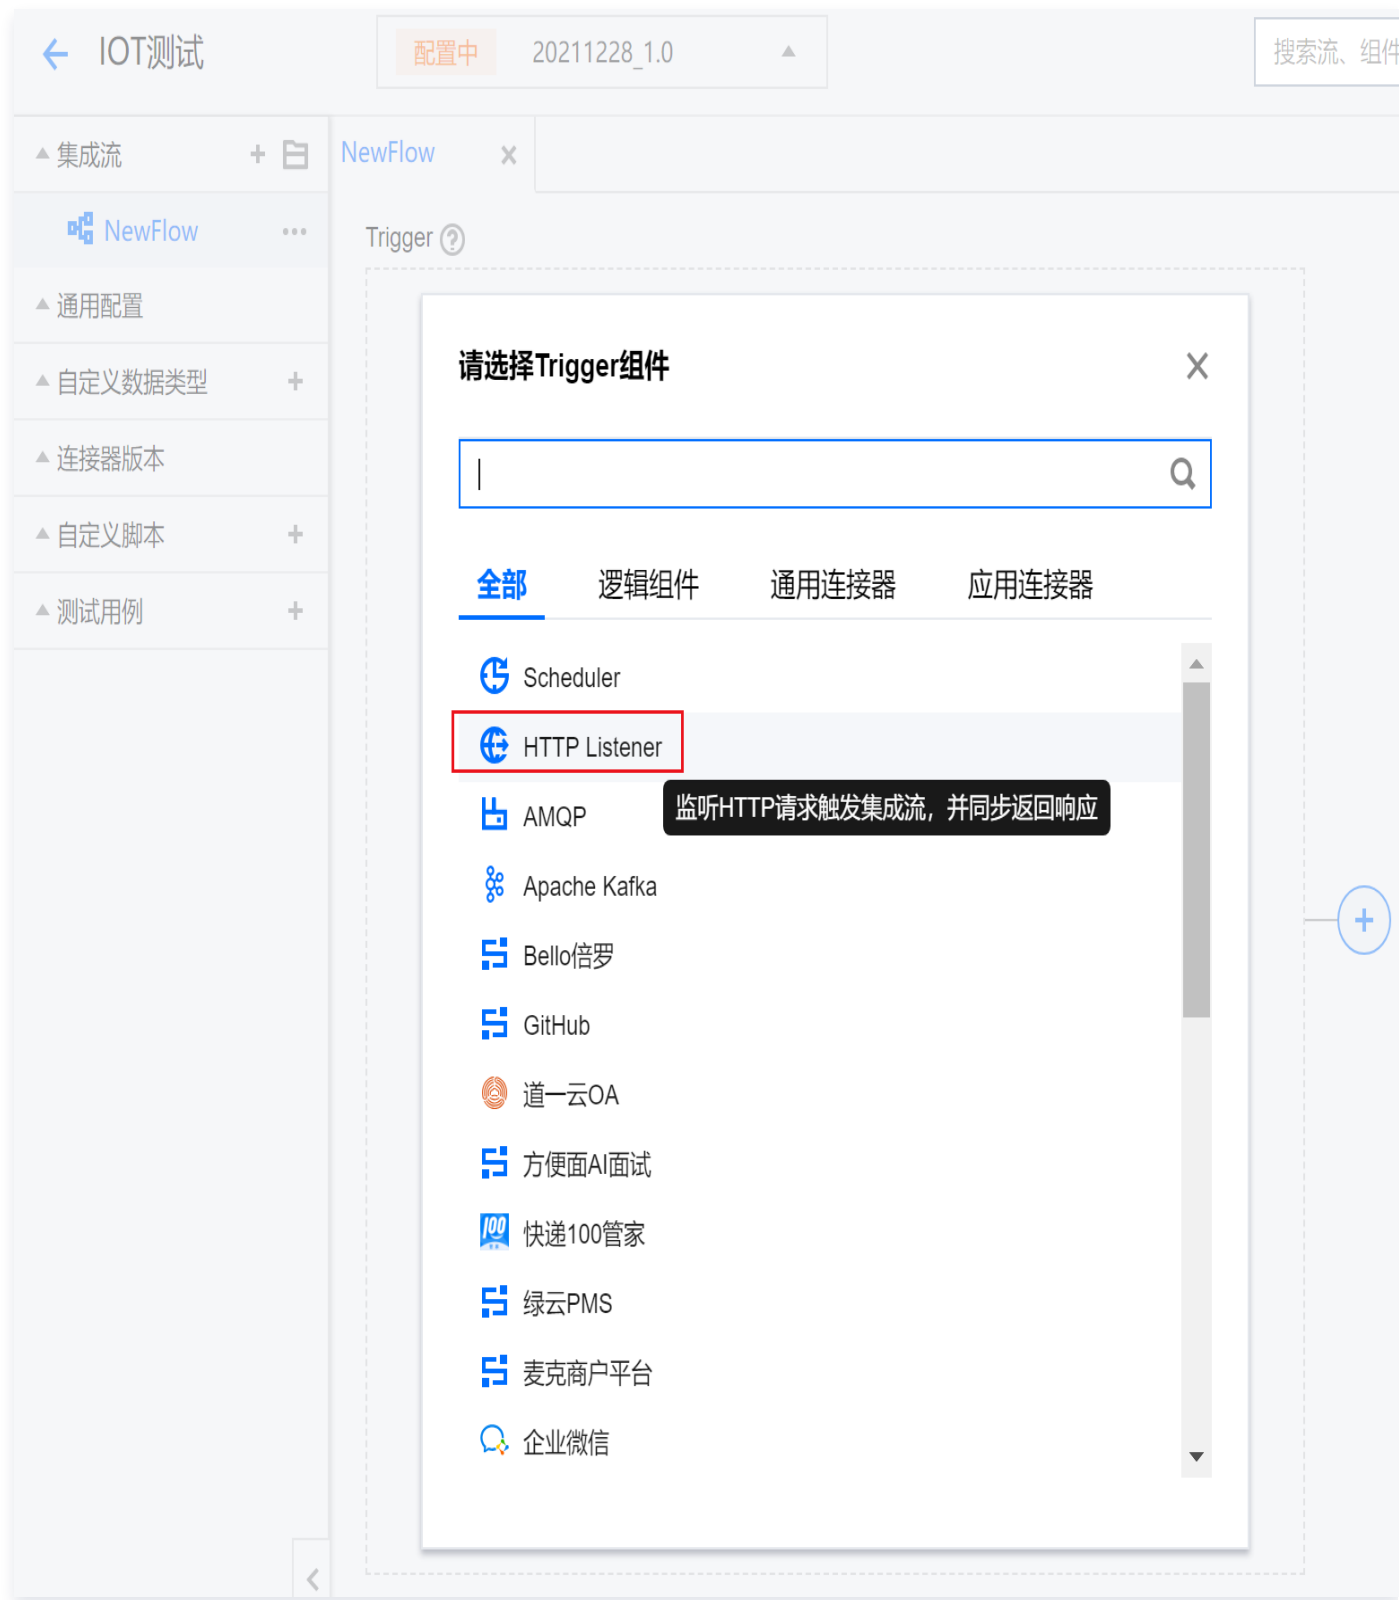 IOT测试
配置中
20211228_1.0
搜索流、组件
集成流
NewFlow
NewFlow
Trigger
通用配置
自定义数据类型
连接器版本
自定义脚本
测试用例
请选择Trigger组件
全部
逻辑组件
通用连接器
应用连接器
Scheduler
HTTP Listener
监听HTTP请求触发集成流，并同步返回响应
AMQP
Apache Kafka
Bello倍罗
GitHub
道一云OA
方便面AI面试
100
快递100管家
绿云PMS
麦克商户平台
企业微信